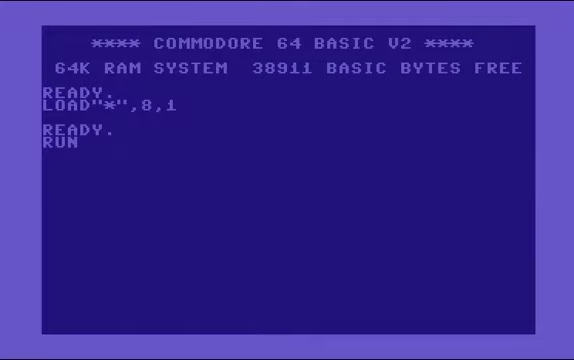 **** COMMODORE 64 BASIC V2 ****
64K RAM SYSTEM  38911 BASIC BYTES FREE
READY.
LOAD"*",8,1
READY.
RUN